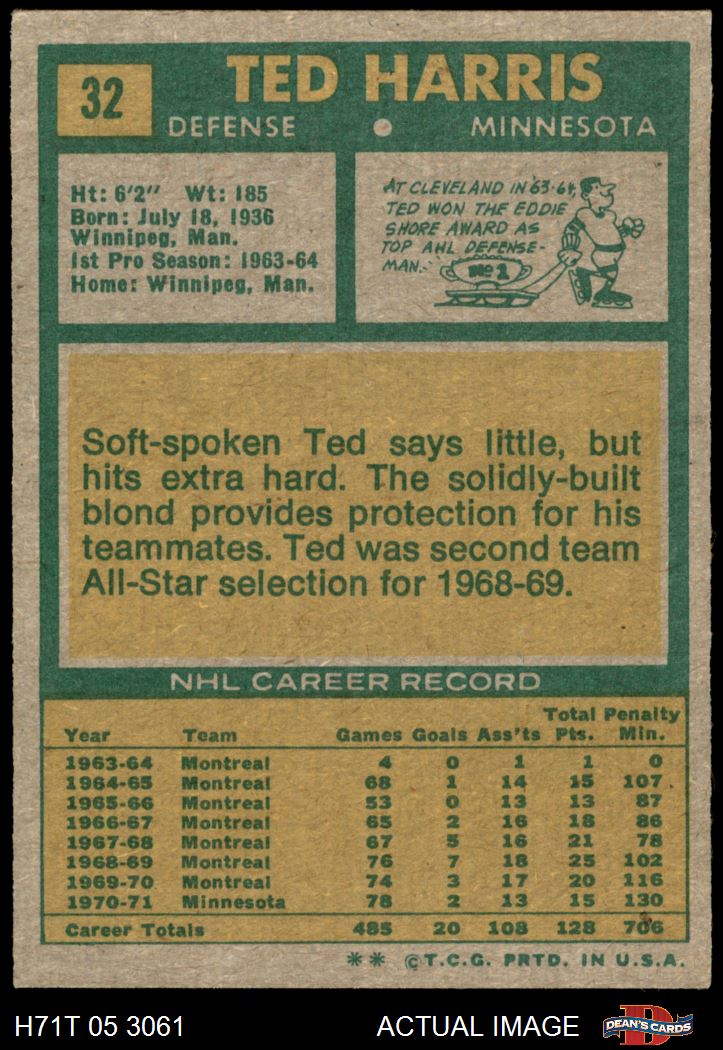 32
TED HARRIS
DEFENSE • MINNESOTA
Ht: 6'2" Wt: 185
Born: July 18, 1936
Winnipeg, Man.
1st Pro Season: 1963-64
Home: Winnipeg, Man.
AT CLEVELAND IN '63-64,
TED WON THE EDDIE
SHORE AWARD AS
TOP AHL DEFENSE-
MAN.
NO 1
Soft-spoken Ted says little, but
hits extra hard. The solidly-built
blond provides protection for his
teammates. Ted was second team
All-Star selection for 1968-69.
NHL CAREER RECORD
Year Team Games Goals Ass'ts Total Pts. Penalty Min.
1963-64 Montreal 4 0 1 1 0
1964-65 Montreal 68 1 14 15 107
1965-66 Montreal 53 0 13 13 87
1966-67 Montreal 65 2 16 18 86
1967-68 Montreal 67 5 16 21 78
1968-69 Montreal 76 7 18 25 102
1969-70 Montreal 74 3 17 20 116
1970-71 Minnesota 78 2 13 15 130
Career Totals 485 20 108 128 706
** ©T.C.G. PRTD. IN U.S.A.
H71T 05 3061 ACTUAL IMAGE
D
DEAN'S CARDS